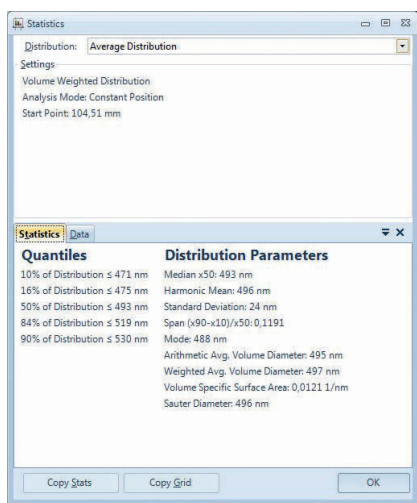 Statistics
Distribution: Average Distribution
Settings
Volume Weighted Distribution
Analysis Mode: Constant Position
Start Point: 104,51 mm
Statistics Data
Quantiles
10% of Distribution ≤ 471 nm
16% of Distribution ≤ 475 nm
50% of Distribution ≤ 493 nm
84% of Distribution ≤ 519 nm
90% of Distribution ≤ 530 nm
Distribution Parameters
Median x50: 493 nm
Harmonic Mean: 496 nm
Standard Deviation: 24 nm
Span (x90-x10)/x50: 0,1191
Mode: 488 nm
Arithmetic Avg. Volume Diameter: 495 nm
Weighted Avg. Volume Diameter: 497 nm
Volume Specific Surface Area: 0,0121 1/nm
Sauter Diameter: 496 nm
Copy Stats Copy Grid OK